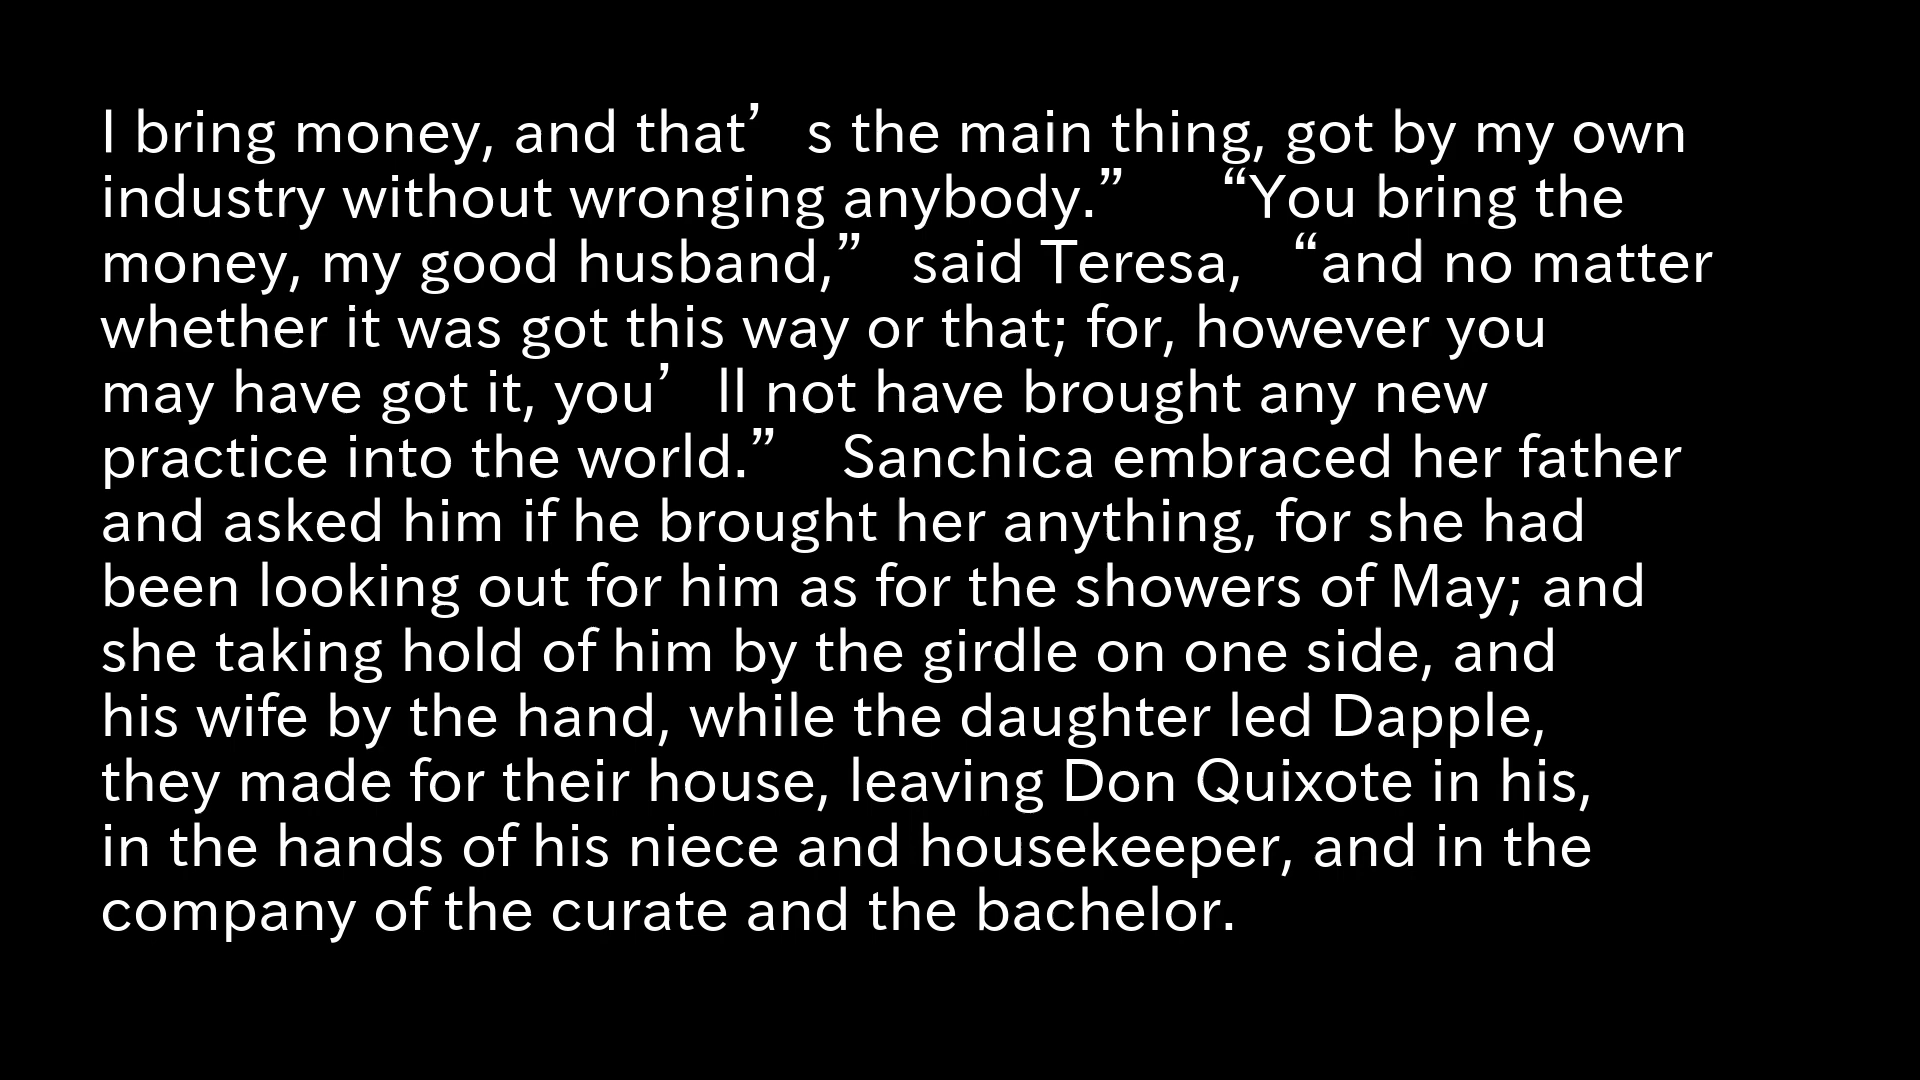 I bring money, and that’s the main thing, got by my own
industry without wronging anybody.” “You bring the
money, my good husband,” said Teresa, “and no matter
whether it was got this way or that; for, however you
may have got it, you’ll not have brought any new
practice into the world.” Sanchica embraced her father
and asked him if he brought her anything, for she had
been looking out for him as for the showers of May; and
she taking hold of him by the girdle on one side, and
his wife by the hand, while the daughter led Dapple,
they made for their house, leaving Don Quixote in his,
in the hands of his niece and housekeeper, and in the
company of the curate and the bachelor.